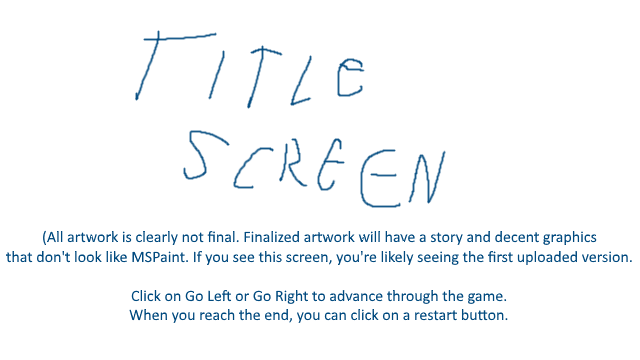 TITLE
SCREEN
(All artwork is clearly not final. Finalized artwork will have a story and decent graphics
that don't look like MSPaint. If you see this screen, you're likely seeing the first uploaded version.
Click on Go Left or Go Right to advance through the game.
When you reach the end, you can click on a restart button.